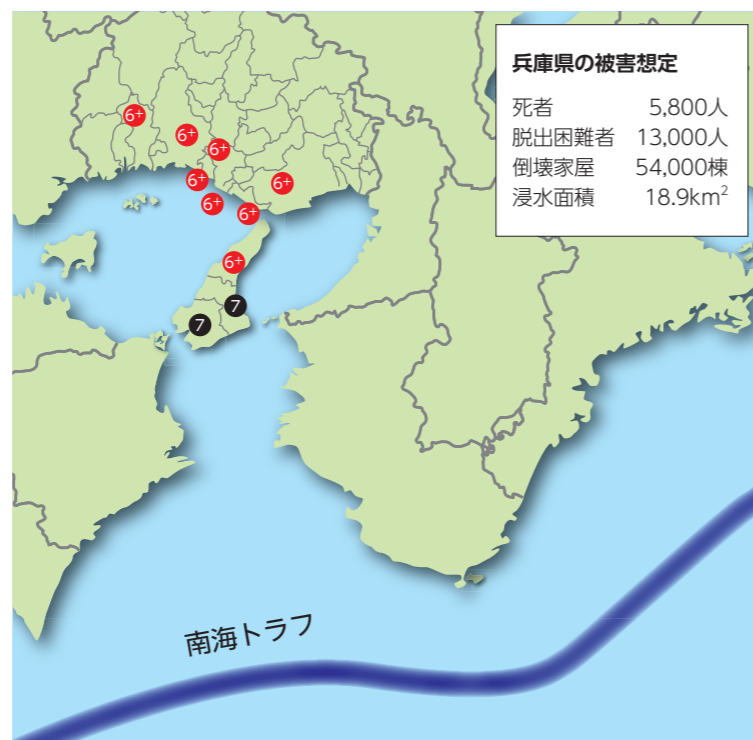 兵庫県の被害想定
死者 5,800人
脱出困難者 13,000人
倒壊家屋 54,000棟
浸水面積 18.9km²
6+
6+
6+
6+
6+
6+
6+
6+
7
7
南海トラフ